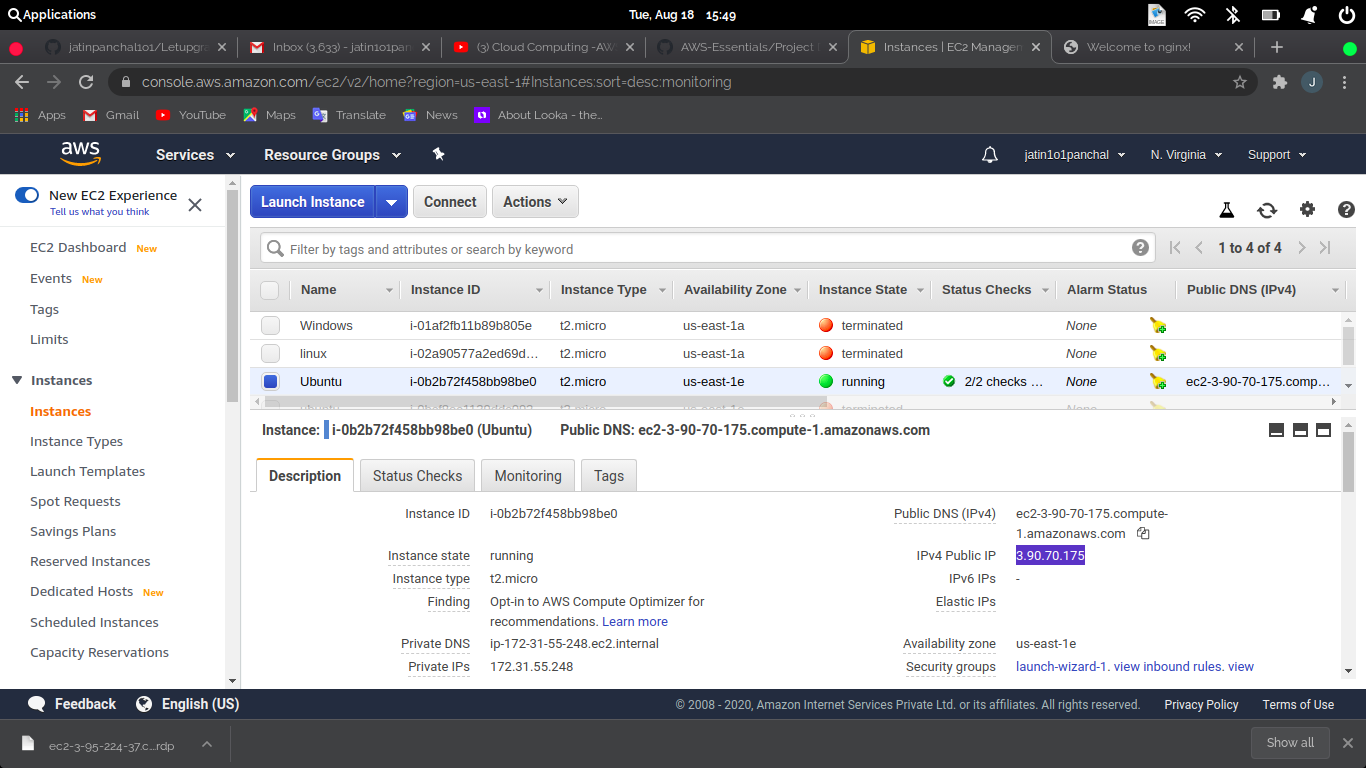 Applications
Tue, Aug 18 15:49
jatinpanchal1o1/Letupgra
Inbox (3,633) - jatin1o1pan
(3) Cloud Computing -AW
AWS-Essentials/Project
Instances | EC2 Managem
Welcome to nginx!
console.aws.amazon.com/ec2/v2/home?region=us-east-1#Instances:sort=desc:monitoring
J
Apps
Gmail
YouTube
Maps
Translate
News
About Looka - the...
aws
Services
Resource Groups
jatin1o1panchal
N. Virginia
Support
New EC2 Experience
Tell us what you think
EC2 Dashboard New
Events New
Tags
Limits
Instances
Instances
Instance Types
Launch Templates
Spot Requests
Savings Plans
Reserved Instances
Dedicated Hosts New
Scheduled Instances
Capacity Reservations
Launch Instance
Connect
Actions
Filter by tags and attributes or search by keyword
1 to 4 of 4
Name Instance ID Instance Type Availability Zone Instance State Status Checks Alarm Status Public DNS (IPv4)
Windows i-01af2fb11b89b805e t2.micro us-east-1a terminated None
linux i-02a90577a2ed69d... t2.micro us-east-1a terminated None
Ubuntu i-0b2b72f458bb98be0 t2.micro us-east-1e running 2/2 checks ... None ec2-3-90-70-175.comp...
Instance: i-0b2b72f458bb98be0 (Ubuntu) Public DNS: ec2-3-90-70-175.compute-1.amazonaws.com
Description
Status Checks
Monitoring
Tags
Instance ID i-0b2b72f458bb98be0
Instance state running
Instance type t2.micro
Finding Opt-in to AWS Compute Optimizer for
recommendations. Learn more
Private DNS ip-172-31-55-248.ec2.internal
Private IPs 172.31.55.248
Public DNS (IPv4) ec2-3-90-70-175.compute-
1.amazonaws.com
IPv4 Public IP 3.90.70.175
IPv6 IPs -
Elastic IPs
Availability zone us-east-1e
Security groups launch-wizard-1. view inbound rules. view
Feedback
English (US)
© 2008 - 2020, Amazon Internet Services Private Ltd. or its affiliates. All rights reserved.
Privacy Policy
Terms of Use
ec2-3-95-224-37.c....rdp
Show all